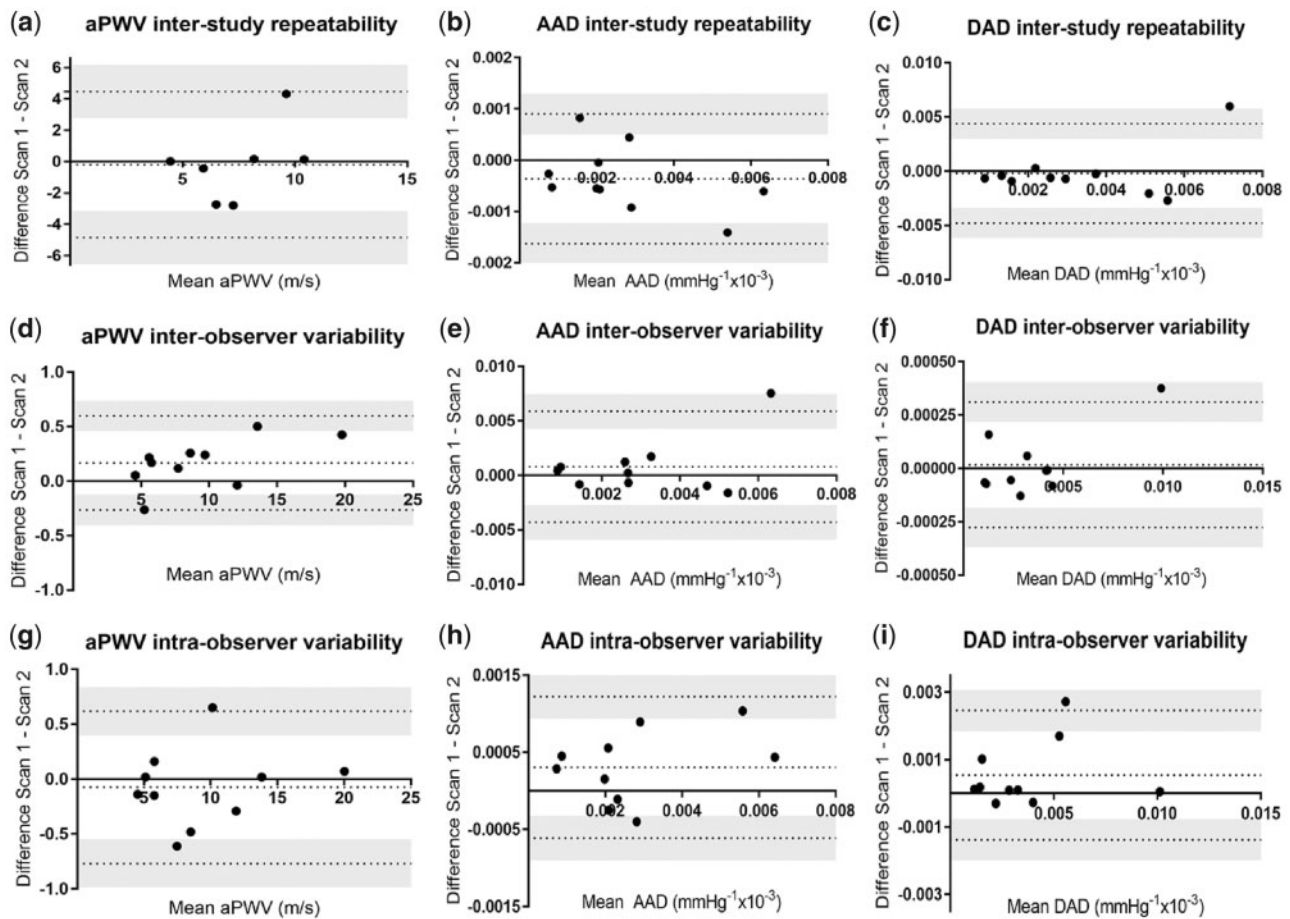 (a) aPWV inter-study repeatability
Difference Scan 1 - Scan 2
6
4
2
0
-2
-4
-6
5 10 15
Mean aPWV (m/s)
(b) AAD inter-study repeatability
Difference Scan 1 - Scan 2
0.002
0.001
0.000
-0.001
-0.002
0.002 0.004 0.006 0.008
Mean AAD (mmHg⁻¹x10⁻³)
(c) DAD inter-study repeatability
Difference Scan 1 - Scan 2
0.010
0.005
0.000
-0.005
-0.010
0.002 0.004 0.006 0.008
Mean DAD (mmHg⁻¹x10⁻³)
(d) aPWV inter-observer variability
Difference Scan 1 - Scan 2
1.0
0.5
0.0
-0.5
-1.0
5 10 15 20 25
Mean aPWV (m/s)
(e) AAD inter-observer variability
Difference Scan 1 - Scan 2
0.010
0.005
0.000
-0.005
-0.010
0.002 0.004 0.006 0.008
Mean AAD (mmHg⁻¹x10⁻³)
(f) DAD inter-observer variability
Difference Scan 1 - Scan 2
0.00050
0.00025
0.00000
-0.00025
-0.00050
0.005 0.010 0.015
Mean DAD (mmHg⁻¹x10⁻³)
(g) aPWV intra-observer variability
Difference Scan 1 - Scan 2
1.0
0.5
0.0
-0.5
-1.0
5 10 15 20 25
Mean aPWV (m/s)
(h) AAD intra-observer variability
Difference Scan 1 - Scan 2
0.0015
0.0005
-0.0005
-0.0015
0.002 0.004 0.006 0.008
Mean AAD (mmHg⁻¹x10⁻³)
(i) DAD intra-observer variability
Difference Scan 1 - Scan 2
0.003
0.001
-0.001
-0.003
0.005 0.010 0.015
Mean DAD (mmHg⁻¹x10⁻³)